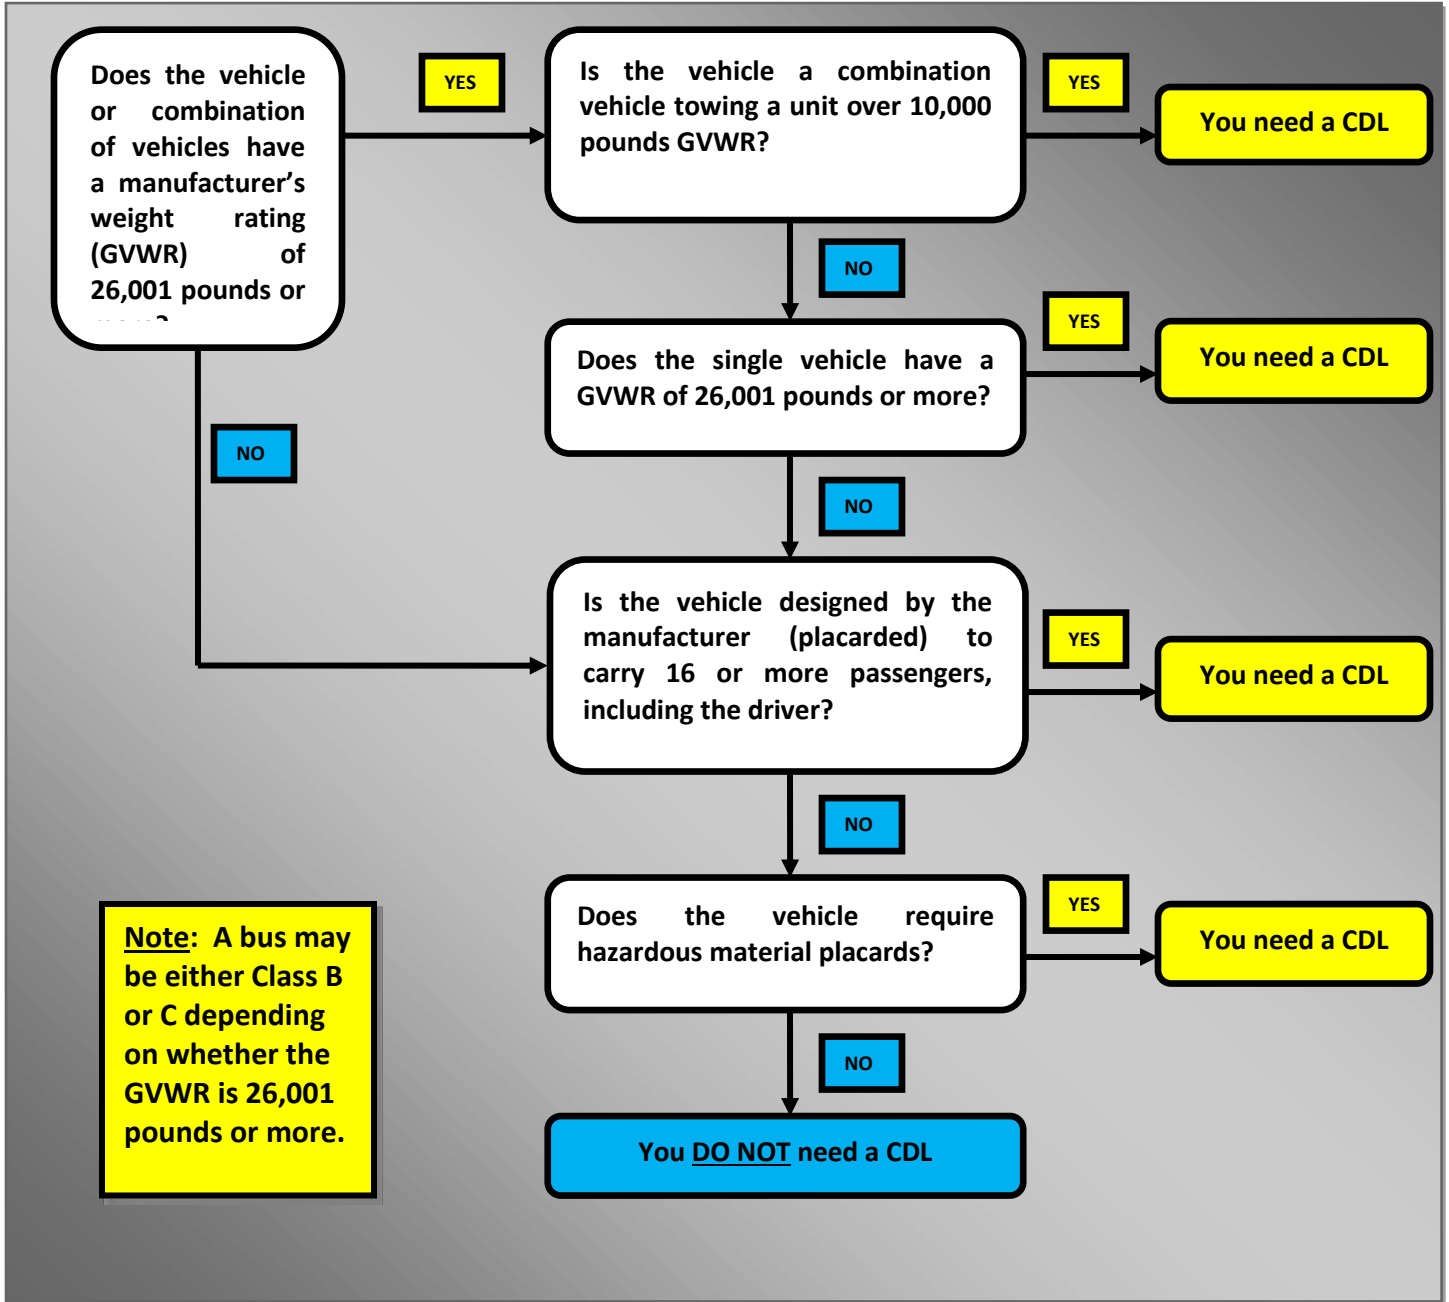 Does the vehicle
or combination
of vehicles have
a manufacturer’s
weight rating
(GVWR) of
26,001 pounds or
YES
Is the vehicle a combination
vehicle towing a unit over 10,000
pounds GVWR?
YES
You need a CDL
NO
Does the single vehicle have a
GVWR of 26,001 pounds or more?
YES
You need a CDL
NO
NO
Is the vehicle designed by the
manufacturer (placarded) to
carry 16 or more passengers,
including the driver?
YES
You need a CDL
NO
Does the vehicle require
hazardous material placards?
YES
You need a CDL
NO
You DO NOT need a CDL
Note: A bus may
be either Class B
or C depending
on whether the
GVWR is 26,001
pounds or more.